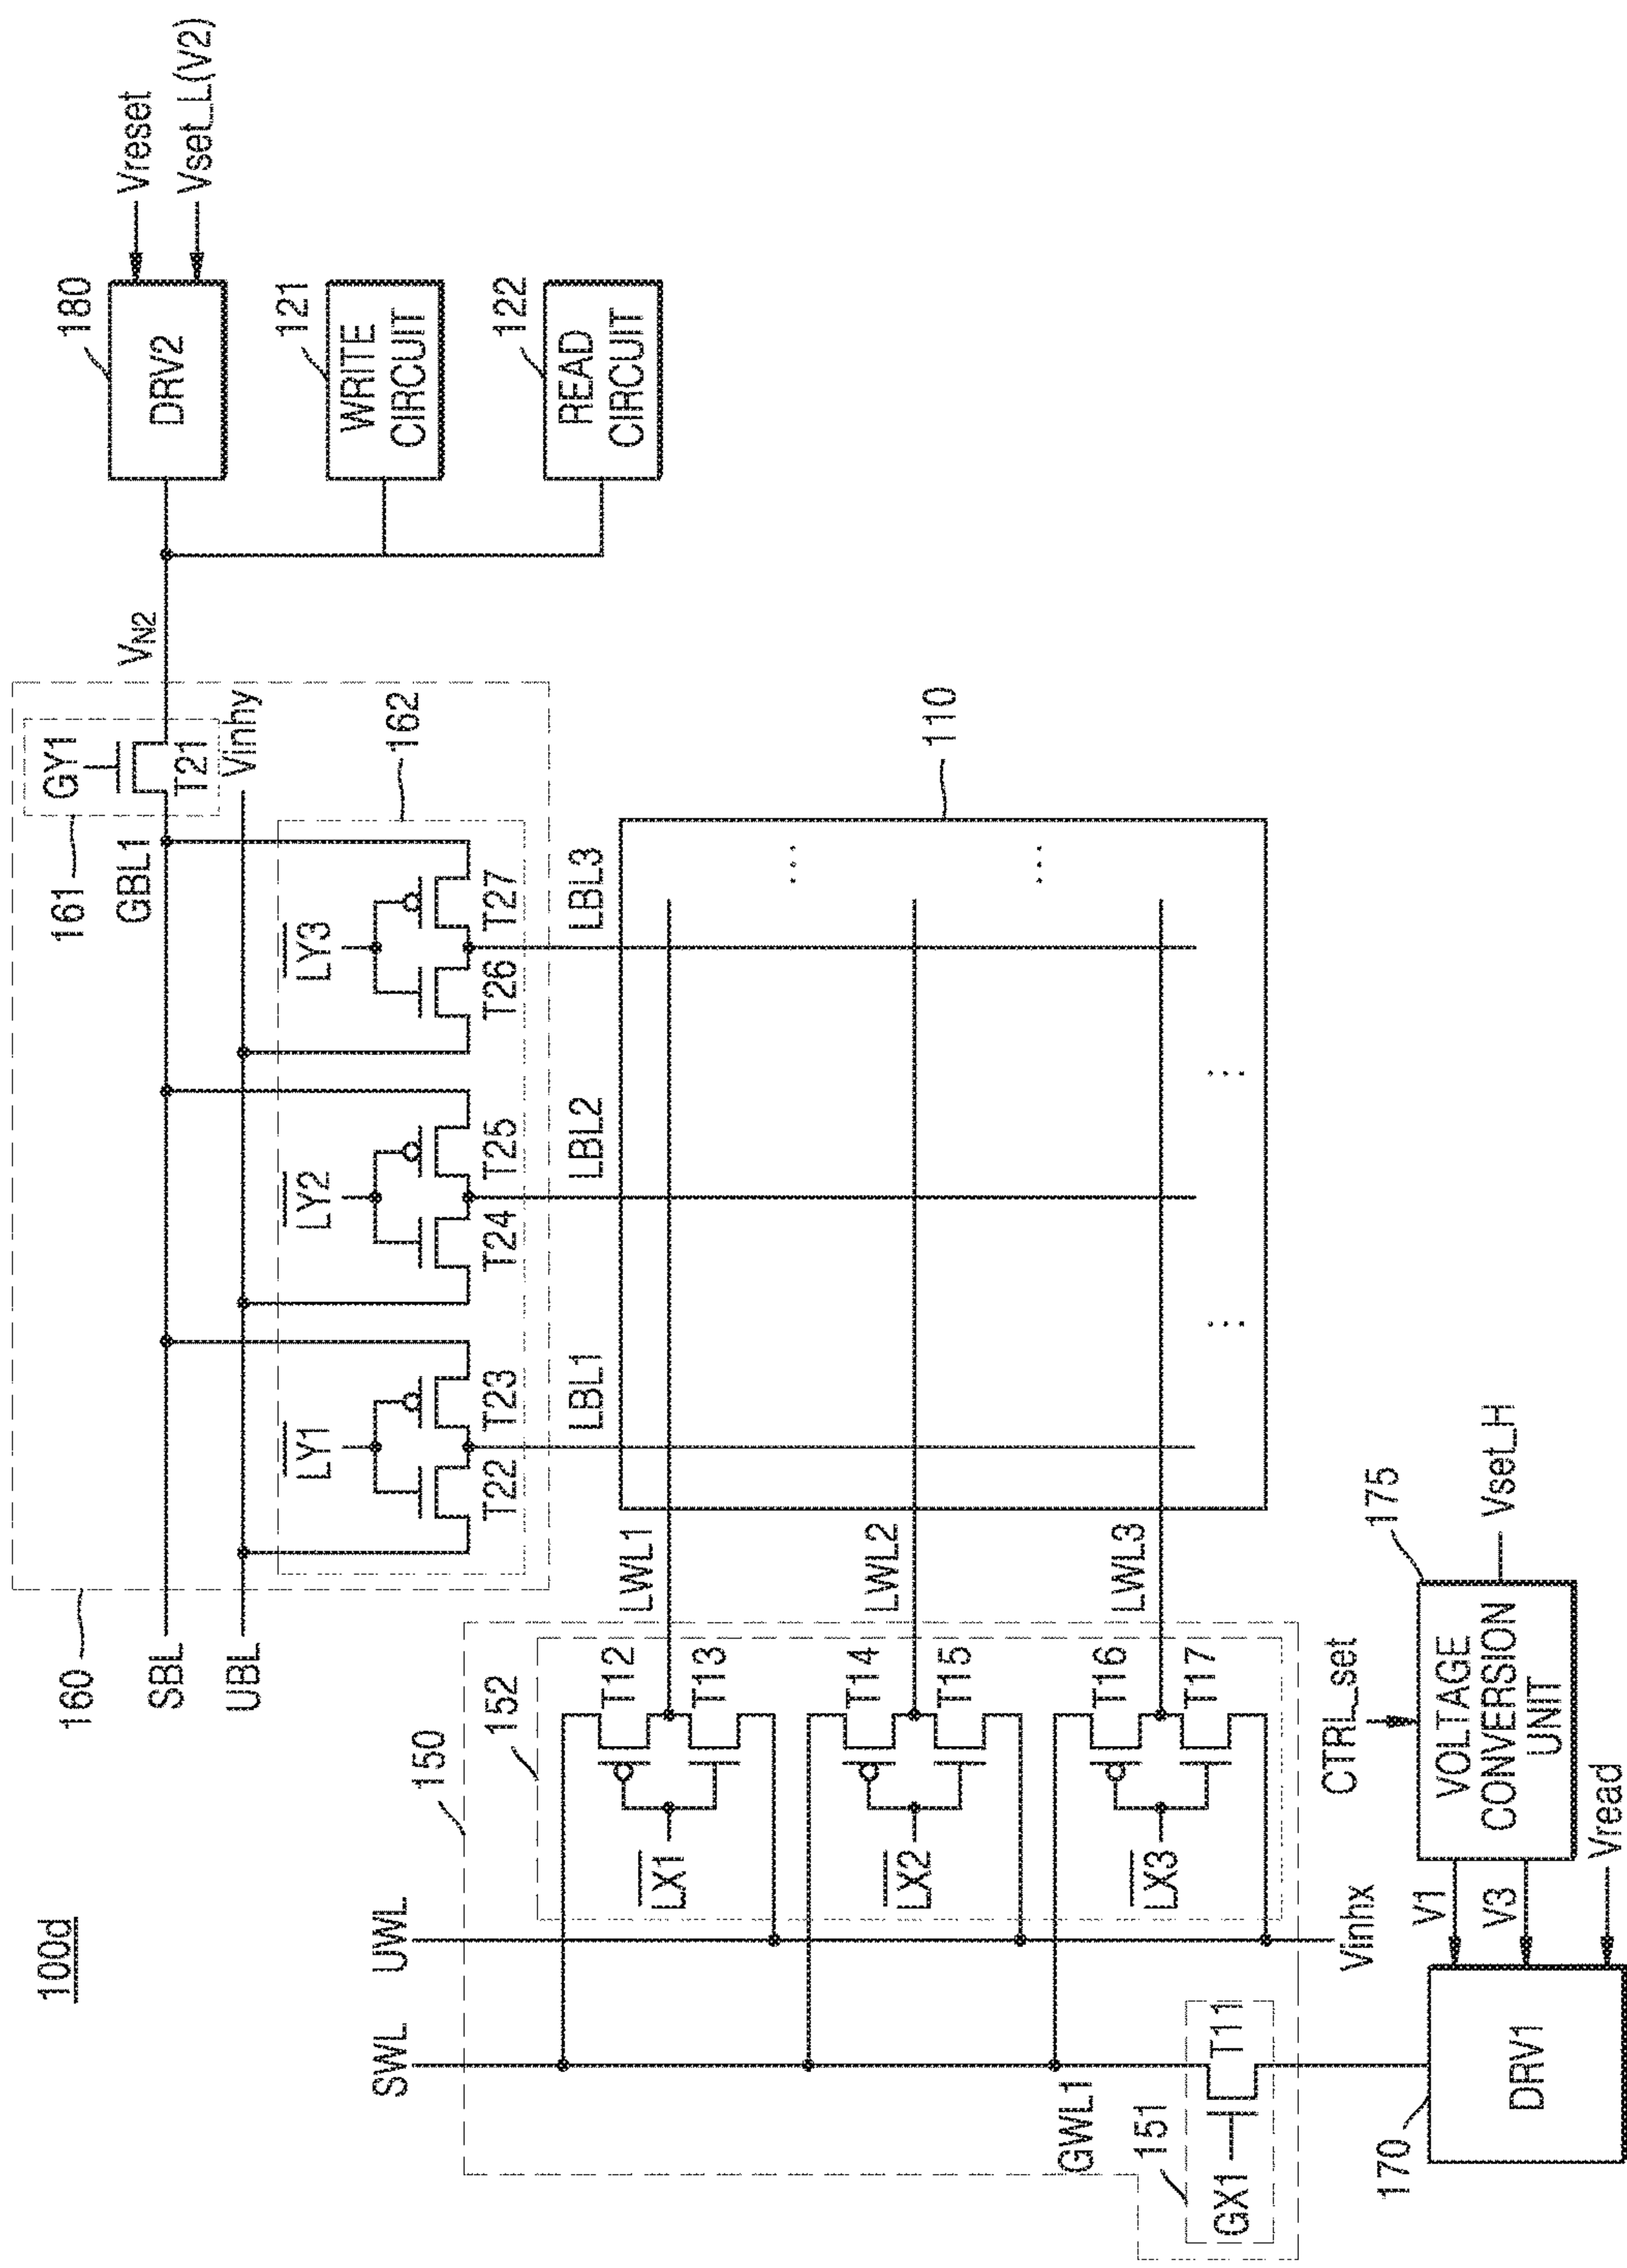 100d
160
SBL
UBL
161
GBL1
GY1
T21
Vinhy
VN2
180
DRV2
Vreset
Vset_L(V2)
121
WRITE
CIRCUIT
122
READ
CIRCUIT
162
LY1
T22
T23
LY2
T24
T25
LY3
T26
T27
LBL1
LBL2
LBL3
110
...
...
...
...
150
152
SWL
UWL
LX1
T12
T13
LWL1
LX2
T14
T15
LWL2
LX3
T16
T17
LWL3
GWL1
151
GX1
T11
Vinhx
170
DRV1
V1
V3
Vread
CTRL_set
175
VOLTAGE
CONVERSION
UNIT
Vset_H